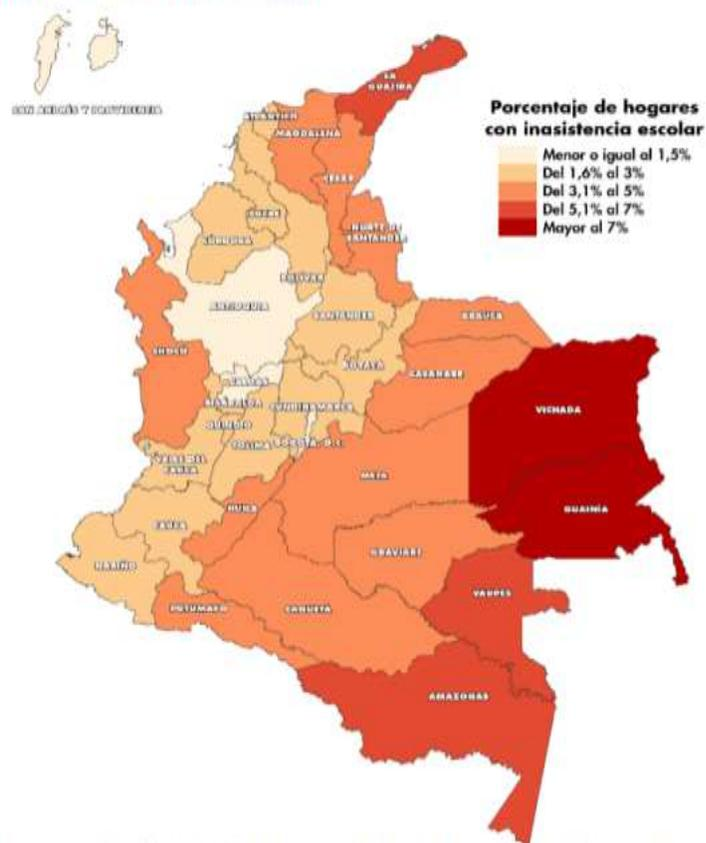 SAN ANDRÉS Y PROVIDENCIA
LA
GUAJIRA
Porcentaje de hogares
con inasistencia escolar
Menor o igual al 1,5%
Del 1,6% al 3%
Del 3,1% al 5%
Del 5,1% al 7%
Mayor al 7%
ATLÁNTICO
MAGDALENA
CESAR
SUCRE
NORTE DE
SANTANDER
CÓRDOBA
BOLÍVAR
ANTIOQUIA
SANTANDER
ARAUCA
CHOCÓ
BOYACÁ
CASANARE
CALDAS
RISARALDA
CUNDINAMARCA
VICHADA
QUINDÍO
TOLIMA
BOGOTÁ, D.C.
VALLE DEL
CAUCA
META
HUILA
GUAINÍA
CAUCA
GUAVIARE
NARIÑO
VAUPÉS
PUTUMAYO
CAQUETÁ
AMAZONAS